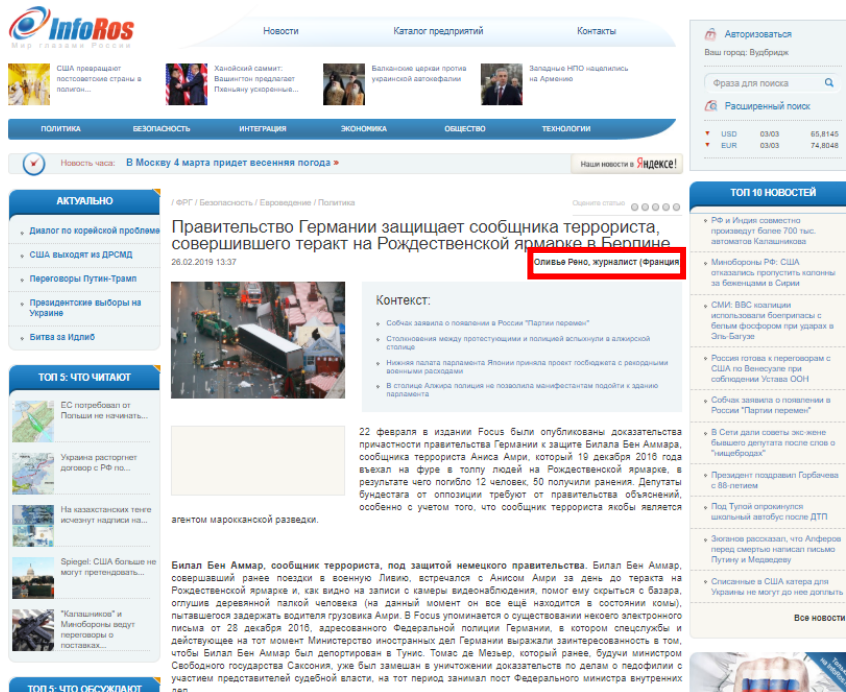 InfoRos
Мир глазами России
Новости
Каталог предприятий
Контакты
США превращают
постсоветские страны в
полигон...
Ханойский саммит:
Вашингтон предлагает
Пхеньяну ускоренные...
Балканские церкви против
украинской автокефалии
Западные НПО нацелились
на Армению
Авторизоваться
Ваш город: Вудбридж
Фраза для поиска
Расширенный поиск
USD 03/03 65,8145
EUR 03/03 74,8048
ПОЛИТИКА БЕЗОПАСНОСТЬ ИНТЕГРАЦИЯ ЭКОНОМИКА ОБЩЕСТВО ТЕХНОЛОГИИ
Новость часа: В Москву 4 марта придет весенняя погода »
Наши новости в Яндексе!
АКТУАЛЬНО
Диалог по корейской проблеме
США выходят из ДРСМД
Переговоры Путин-Трамп
Президентские выборы на
Украине
Битва за Идлиб
ТОП 5: ЧТО ЧИТАЮТ
ЕС потребовал от
Польши не начинать...
Украина расторгнет
договор с РФ по...
На казахстанских тенге
исчезнут надписи на...
Spiegel: США больше не
могут претендовать...
"Калашников" и
Минобороны ведут
переговоры о
поставках...
ТОП 5: ЧТО ОБСУЖДАЮТ
/ ФРГ / Безопасность / Евроведение / Политика
Оцените статью
Правительство Германии защищает сообщника террориста,
совершившего теракт на Рождественской ярмарке в Берлине
26.02.2019 13:37
Оливье Рено, журналист (Франция
Контекст:
Собчак заявила о появлении в России "Партии перемен"
Столкновения между протестующими и полицией вспыхнули в алжирской
столице
Нижняя палата парламента Японии приняла проект госбюджета с рекордными
военными расходами
В столице Алжира полиция не позволила манифестантам подойти к зданию
парламента
22 февраля в издании Focus были опубликованы доказательства
причастности правительства Германии к защите Билала Бен Аммара,
сообщника террориста Аниса Амри, который 19 декабря 2016 года
въехал на фуре в толпу людей на Рождественской ярмарке, в
результате чего погибло 12 человек, 50 получили ранения. Депутаты
бундестага от оппозиции требуют от правительства объяснений,
особенно с учетом того, что сообщник террориста якобы является
агентом марокканской разведки.
Билал Бен Аммар, сообщник террориста, под защитой немецкого правительства. Билал Бен Аммар,
совершавший ранее поездки в военную Ливию, встречался с Анисом Амри за день до теракта на
Рождественской ярмарке и, как видно на записи с камеры видеонаблюдения, помог ему скрыться с базара,
оглушив деревянной палкой человека (на данный момент он все ещё находится в состоянии комы),
пытавшегося задержать водителя грузовика Амри. В Focus упоминается о существовании некоего электронного
письма от 28 декабря 2016, адресованного Федеральной полиции Германии, в котором спецслужбы и
действующее на тот момент Министерство иностранных дел Германии выражали заинтересованность в том,
чтобы Билал Бен Аммар был депортирован в Тунис. Томас де Мезьер, который ранее, будучи министром
Свободного государства Саксония, уже был замешан в уничтожении доказательств по делам о педофилии с
участием представителей судебной власти, на тот период занимал пост Федерального министра внутренних
дел
ТОП 10 НОВОСТЕЙ
РФ и Индия совместно
произведут более 700 тыс.
автоматов Калашникова
Минобороны РФ: США
отказались пропустить колонны
за беженцами в Сирии
СМИ: ВВС коалиции
использовали боеприпасы с
белым фосфором при ударах в
Эль-Багузе
Россия готова к переговорам с
США по Венесуэле при
соблюдении Устава ООН
Собчак заявила о появлении в
России "Партии перемен"
В Сети дали советы экс-жене
бывшего депутата после слов о
"нищебродах"
Президент поздравил Горбачева
с 88-летием
Под Тулой опрокинулся
школьный автобус после ДТП
Зюганов рассказал, что Алферов
перед смертью написал письмо
Путину и Медведеву
Списанные в США катера для
Украины не могут до нее доплыть
Все новости